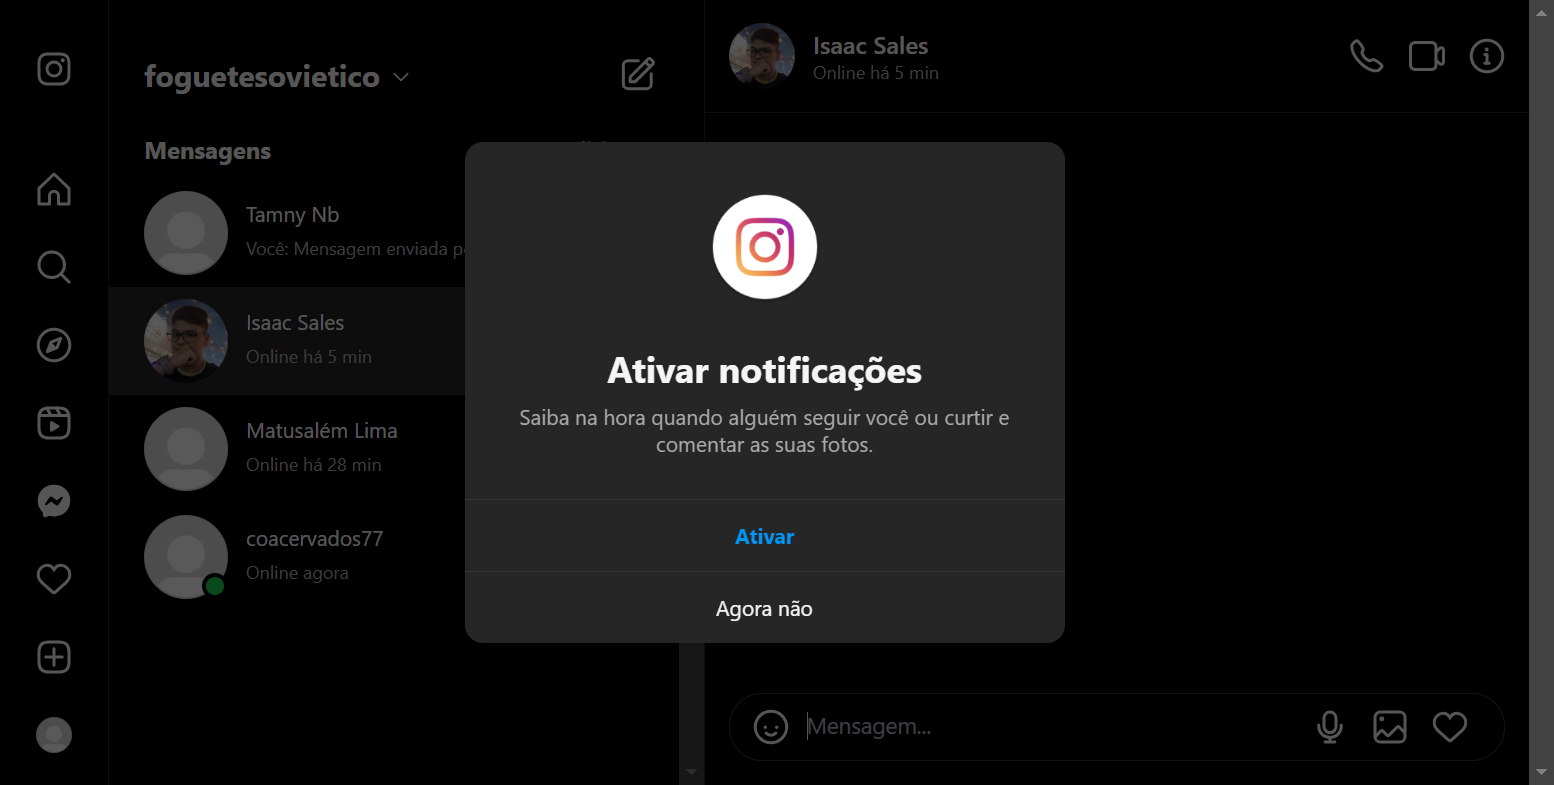 foguetesovietico
Mensagens
Tamny Nb
Você: Mensagem enviada
Isaac Sales
Online há 5 min
Matusalém Lima
Online há 28 min
coacervados77
Online agora
Isaac Sales
Online há 5 min
Ativar notificações
Saiba na hora quando alguém seguir você ou curtir e
comentar as suas fotos.
Ativar
Agora não
Mensagem...